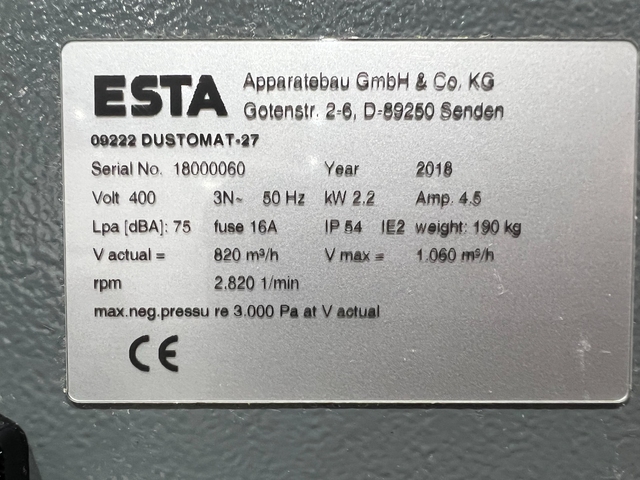 ESTA Apparatebau GmbH & Co. KG
Gotenstr. 2-6, D-89250 Senden
09222 DUSTOMAT-27
Serial No. 18000060 Year 2018
Volt 400 3N~ 50 Hz kW 2.2 Amp. 4.5
Lpa [dBA]: 75 fuse 16A IP 54 IE2 weight: 190 kg
V actual = 820 m³/h V max = 1.060 m³/h
rpm 2.820 1/min
max.neg.pressu re 3.000 Pa at V actual
CE